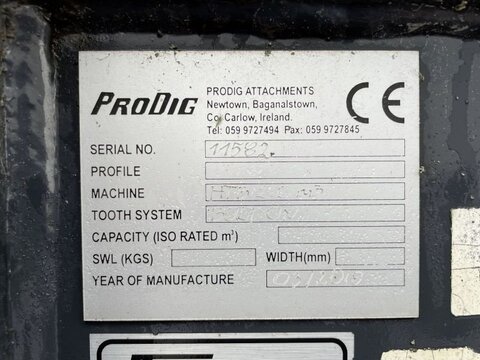 PRODIG
PRODIG ATTACHMENTS
Newtown, Baganalstown,
Co. Carlow, Ireland.
Tel: 059 9727494 Pax: 059 9727845
CE
SERIAL NO. 11582
PROFILE
MACHINE
TOOTH SYSTEM
CAPACITY (ISO RATED m³)
SWL (KGS) WIDTH(mm)
YEAR OF MANUFACTURE